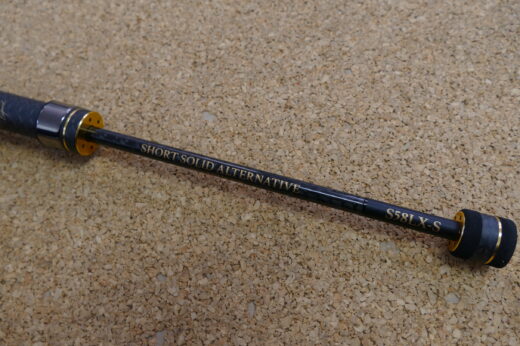 SHORT SOLID ALTERNATIVE
S58LX-S